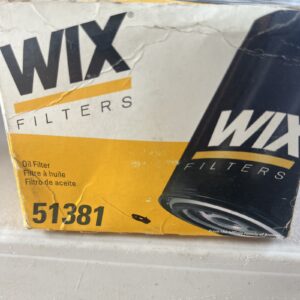 WIX®
FILTERS
Oil Filter
Filtre à huile
Filtro de aceite
51381
WIX
FILTERS